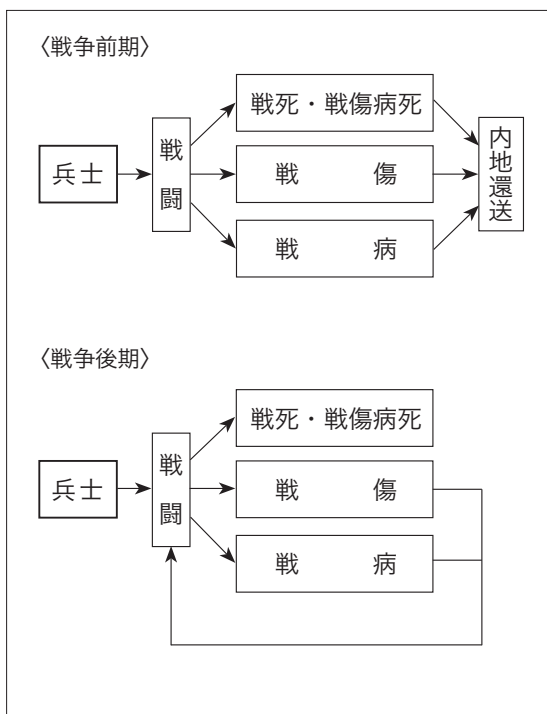 〈戦争前期〉
兵士
戦闘
戦死・戦傷病死
戦　傷
戦　病
内地還送
〈戦争後期〉
兵士
戦闘
戦死・戦傷病死
戦　傷
戦　病